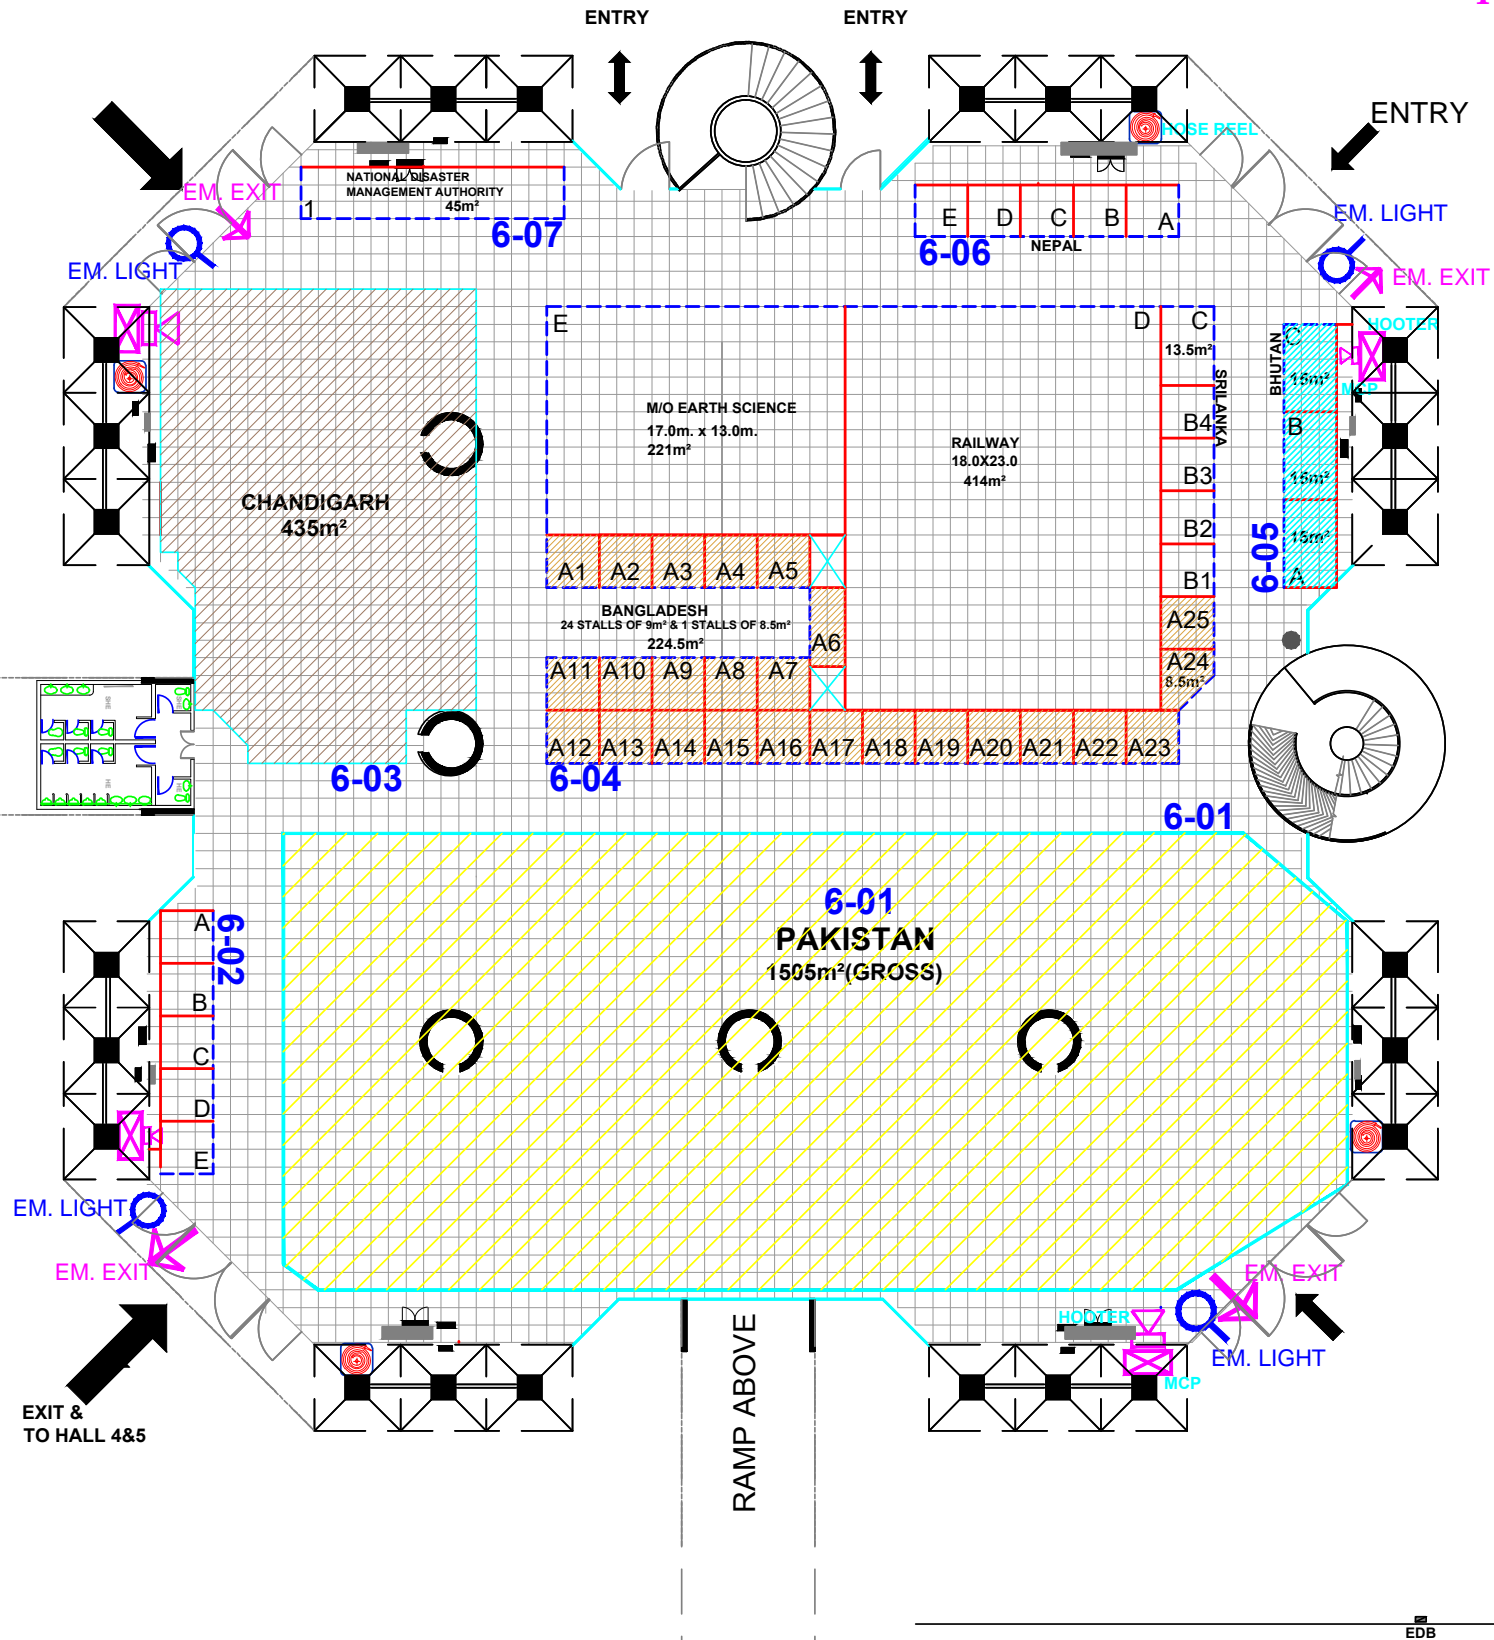 ENTRY
ENTRY
ENTRY
HOSE REEL
EM. EXIT
NATIONAL DISASTER
MANAGEMENT AUTHORITY
45m²
1
6-07
E
D
C
B
A
6-06
NEPAL
EM. LIGHT
EM. LIGHT
EM. EXIT
HOOTER
MCP
E
D
C
13.5m²
SRILANKA
B4
B3
B2
B1
BHUTAN
C
15m²
B
15m²
15m²
A
6-05
M/O EARTH SCIENCE
17.0m. x 13.0m.
221m²
RAILWAY
18.0X23.0
414m²
CHANDIGARH
435m²
A1
A2
A3
A4
A5
BANGLADESH
24 STALLS OF 9m² & 1 STALLS OF 8.5m²
224.5m²
A6
A25
A24
8.5m²
A11
A10
A9
A8
A7
A12
A13
A14
A15
A16
A17
A18
A19
A20
A21
A22
A23
6-03
6-04
SHE
HE
6-01
6-01
PAKISTAN
1505m²(GROSS)
6-02
A
B
C
D
E
EM. LIGHT
EM. EXIT
EXIT &
TO HALL 4&5
RAMP ABOVE
HOOTER
MCP
EM. EXIT
EM. LIGHT
EDB